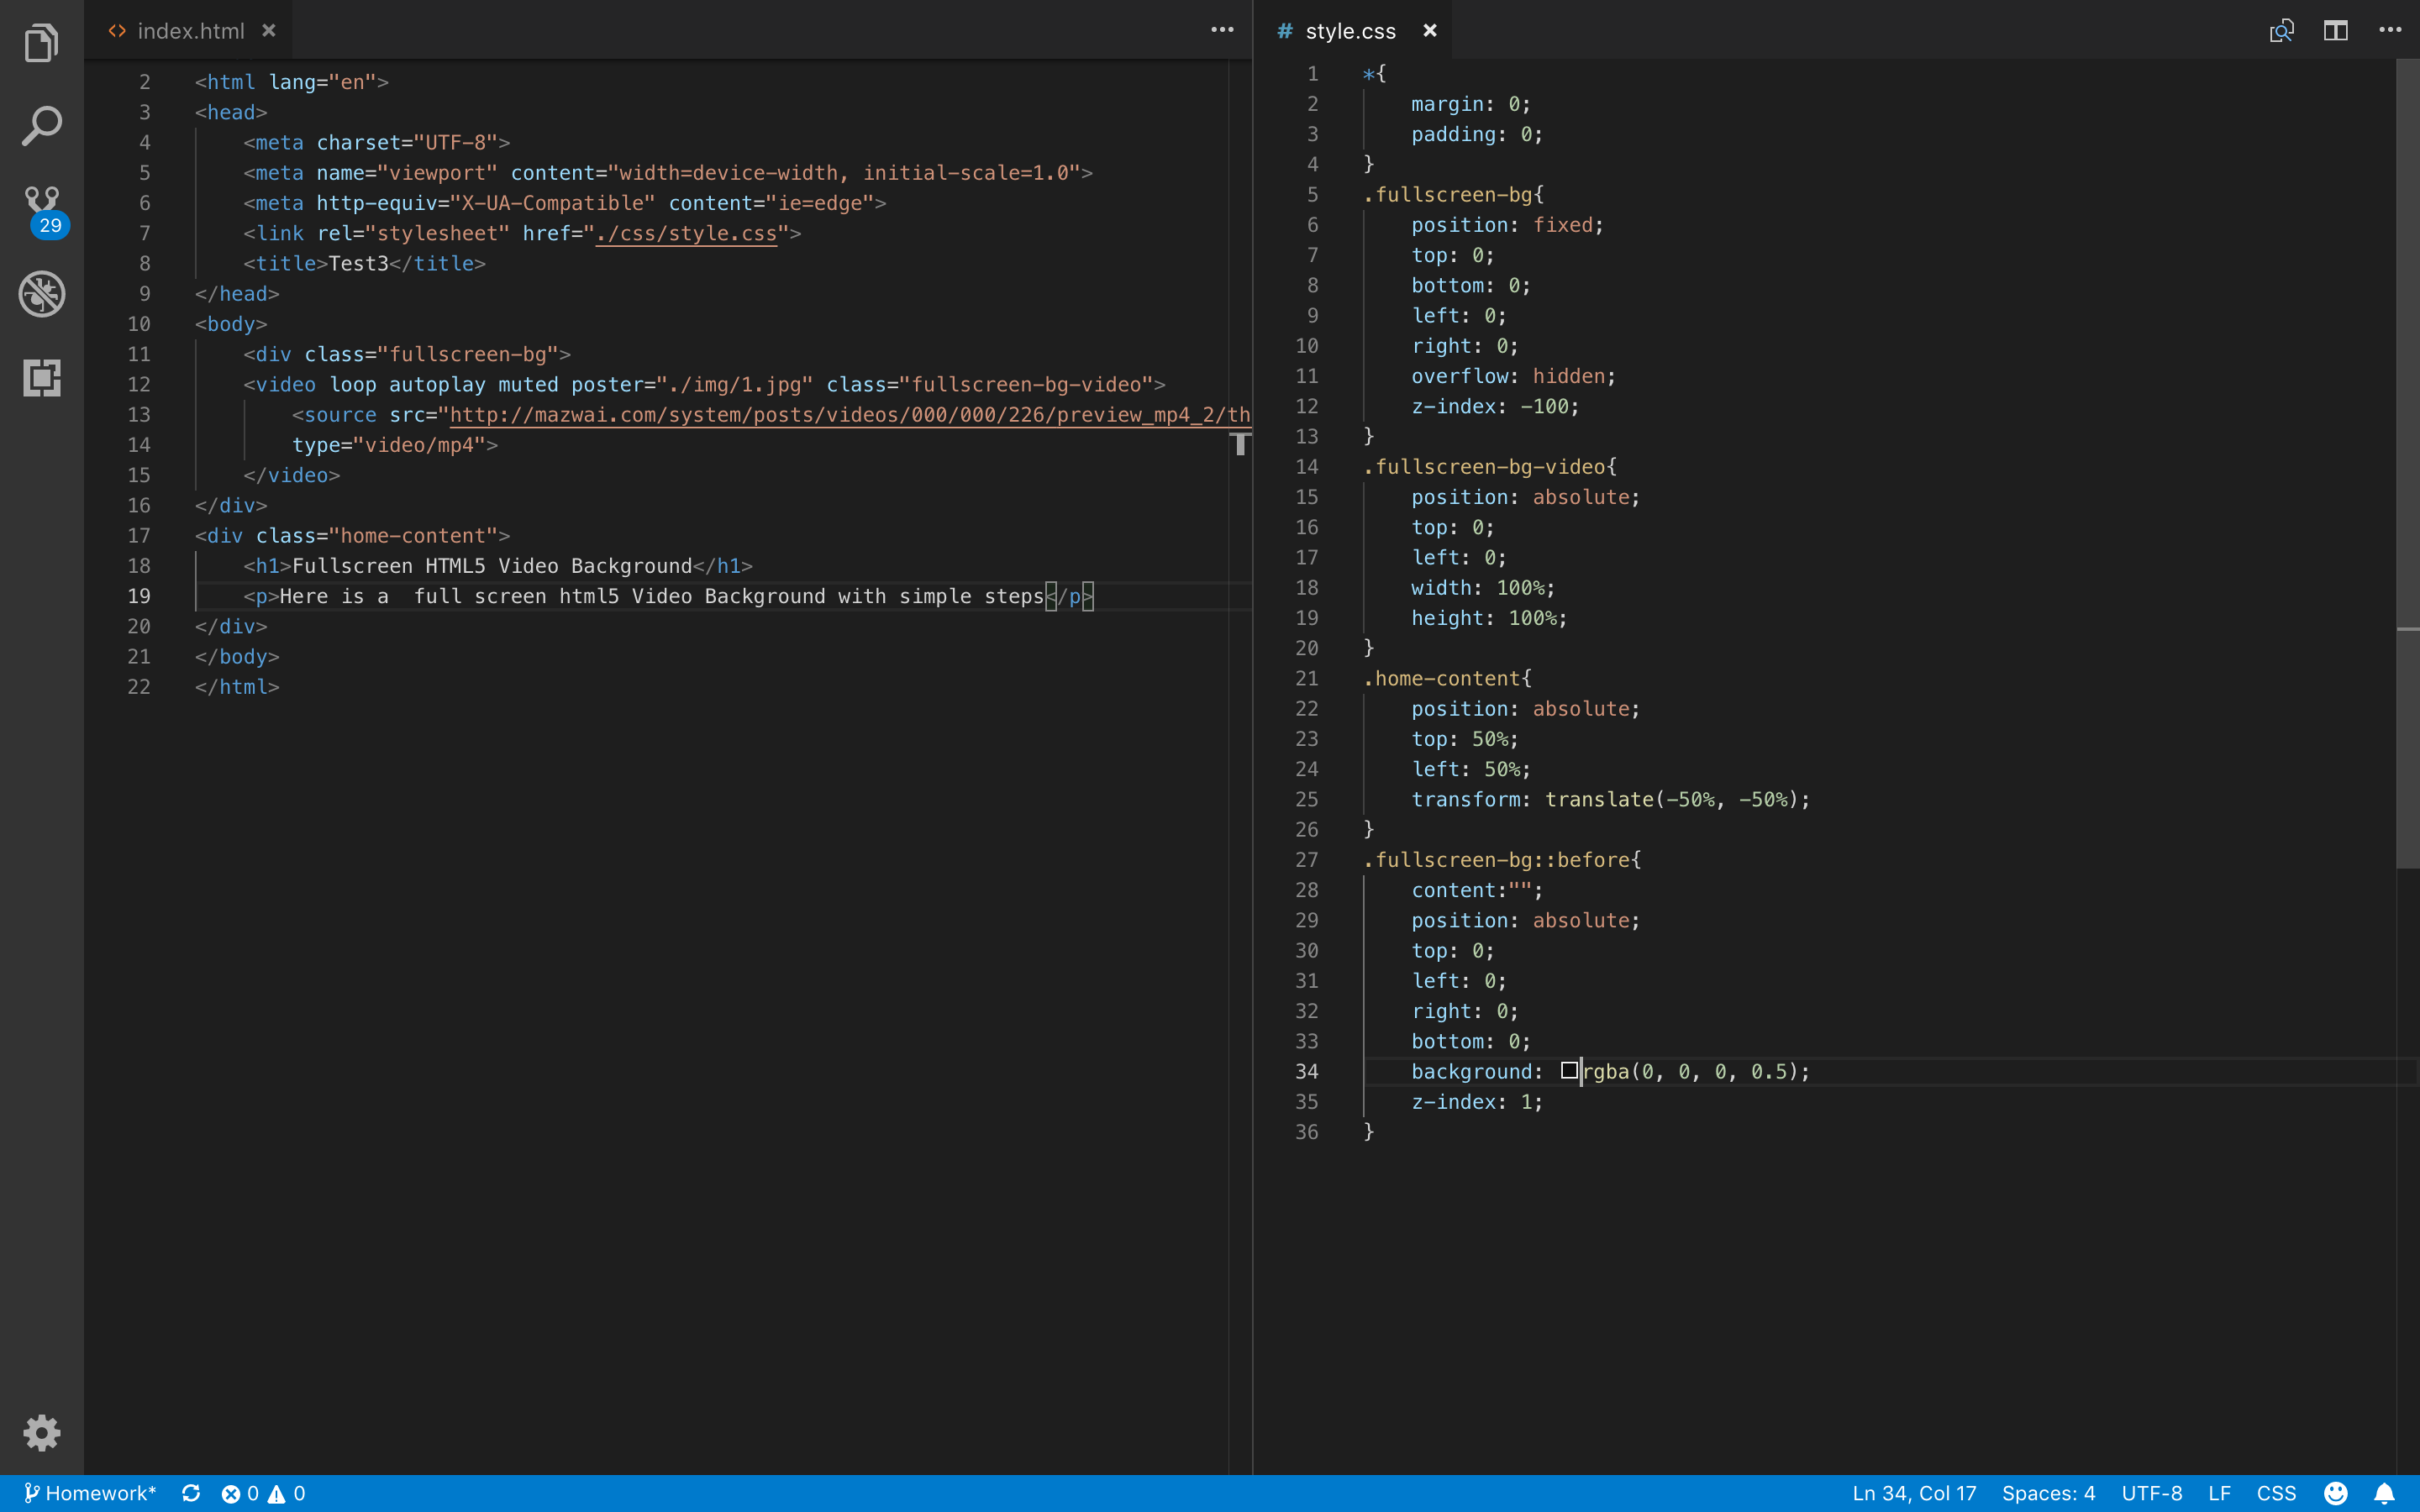 index.html
2 <html lang="en">
3 <head>
4 <meta charset="UTF-8">
5 <meta name="viewport" content="width=device-width, initial-scale=1.0">
6 <meta http-equiv="X-UA-Compatible" content="ie=edge">
7 <link rel="stylesheet" href="./css/style.css">
8 <title>Test3</title>
9 </head>
10 <body>
11 <div class="fullscreen-bg">
12 <video loop autoplay muted poster="./img/1.jpg" class="fullscreen-bg-video">
13 <source src="http://mazwai.com/system/posts/videos/000/000/226/preview_mp4_2/th
14 type="video/mp4">
15 </video>
16 </div>
17 <div class="home-content">
18 <h1>Fullscreen HTML5 Video Background</h1>
19 <p>Here is a  full screen html5 Video Background with simple steps</p>
20 </div>
21 </body>
22 </html>
# style.css
1 *{
2 margin: 0;
3 padding: 0;
4 }
5 .fullscreen-bg{
6 position: fixed;
7 top: 0;
8 bottom: 0;
9 left: 0;
10 right: 0;
11 overflow: hidden;
12 z-index: -100;
13 }
14 .fullscreen-bg-video{
15 position: absolute;
16 top: 0;
17 left: 0;
18 width: 100%;
19 height: 100%;
20 }
21 .home-content{
22 position: absolute;
23 top: 50%;
24 left: 50%;
25 transform: translate(-50%, -50%);
26 }
27 .fullscreen-bg::before{
28 content:"";
29 position: absolute;
30 top: 0;
31 left: 0;
32 right: 0;
33 bottom: 0;
34 background: rgba(0, 0, 0, 0.5);
35 z-index: 1;
36 }
29
Homework* 0 0 Ln 34, Col 17 Spaces: 4 UTF-8 LF CSS